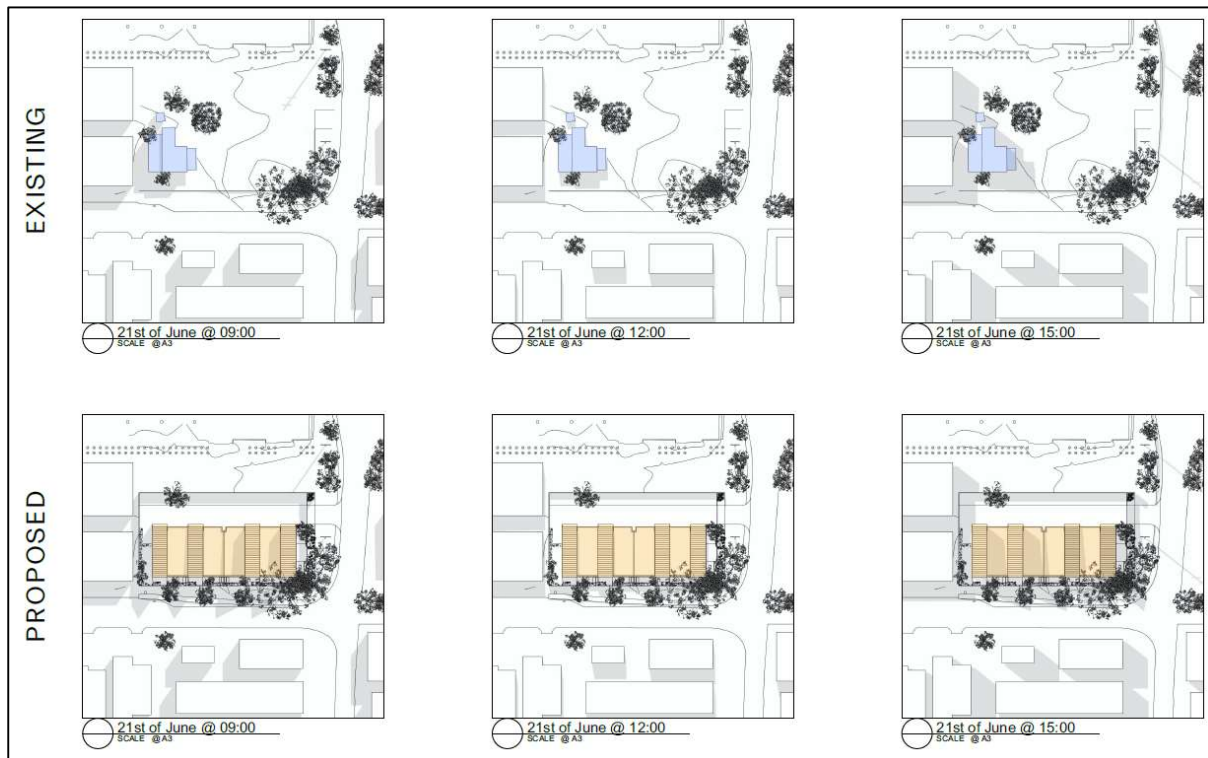 EXISTING
21st of June @ 09:00
SCALE @ A3
21st of June @ 12:00
SCALE @ A3
21st of June @ 15:00
SCALE @ A3
PROPOSED
21st of June @ 09:00
SCALE @ A3
21st of June @ 12:00
SCALE @ A3
21st of June @ 15:00
SCALE @ A3